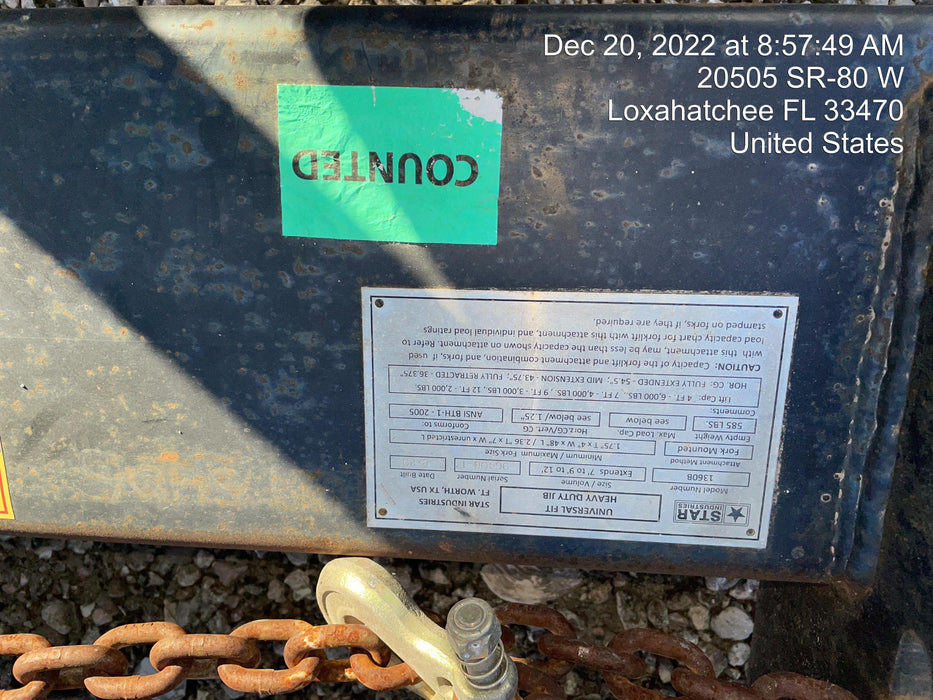 Dec 20, 2022 at 8:57:49 AM
20505 SR-80 W
Loxahatchee FL 33470
United States
COUNTED
STAR
INDUSTRIES
UNIVERSAL FIT
HEAVY DUTY JIB
STAR INDUSTRIES
FT. WORTH, TX USA
Model Number
1360B
Size / Volume
Extends 7' to 9' to 12'
Serial Number
Date Built
Attachment Method
Fork Mounted
Minimum / Maximum Fork Size
1.75" T x 4" W x 48" L / 2.36" T x 7" W x unrestricted L
Empty Weight
585 LBS.
Max. Load Cap.
see below
Horz.CG/Vert. CG
see below/ 1.25"
Conforms to:
ANSI BTH-1-2005
Comments:
Lift Cap: 4 FT. - 6,000 LBS., 7 FT. - 4,000 LBS., 9 FT. - 3,000 LBS., 12 FT. - 2,000 LBS.
HOR. CG: FULLY EXTENDED - 54.5"; MID EXTENSION - 43.75"; FULLY RETRACTED - 36.375"
CAUTION: Capacity of the forklift and attachment combination, and forks, if used
with this attachment, may be less than the capacity shown on attachment. Refer to
load capacity chart for forklift with this attachment, and individual load ratings
stamped on forks, if they are required.